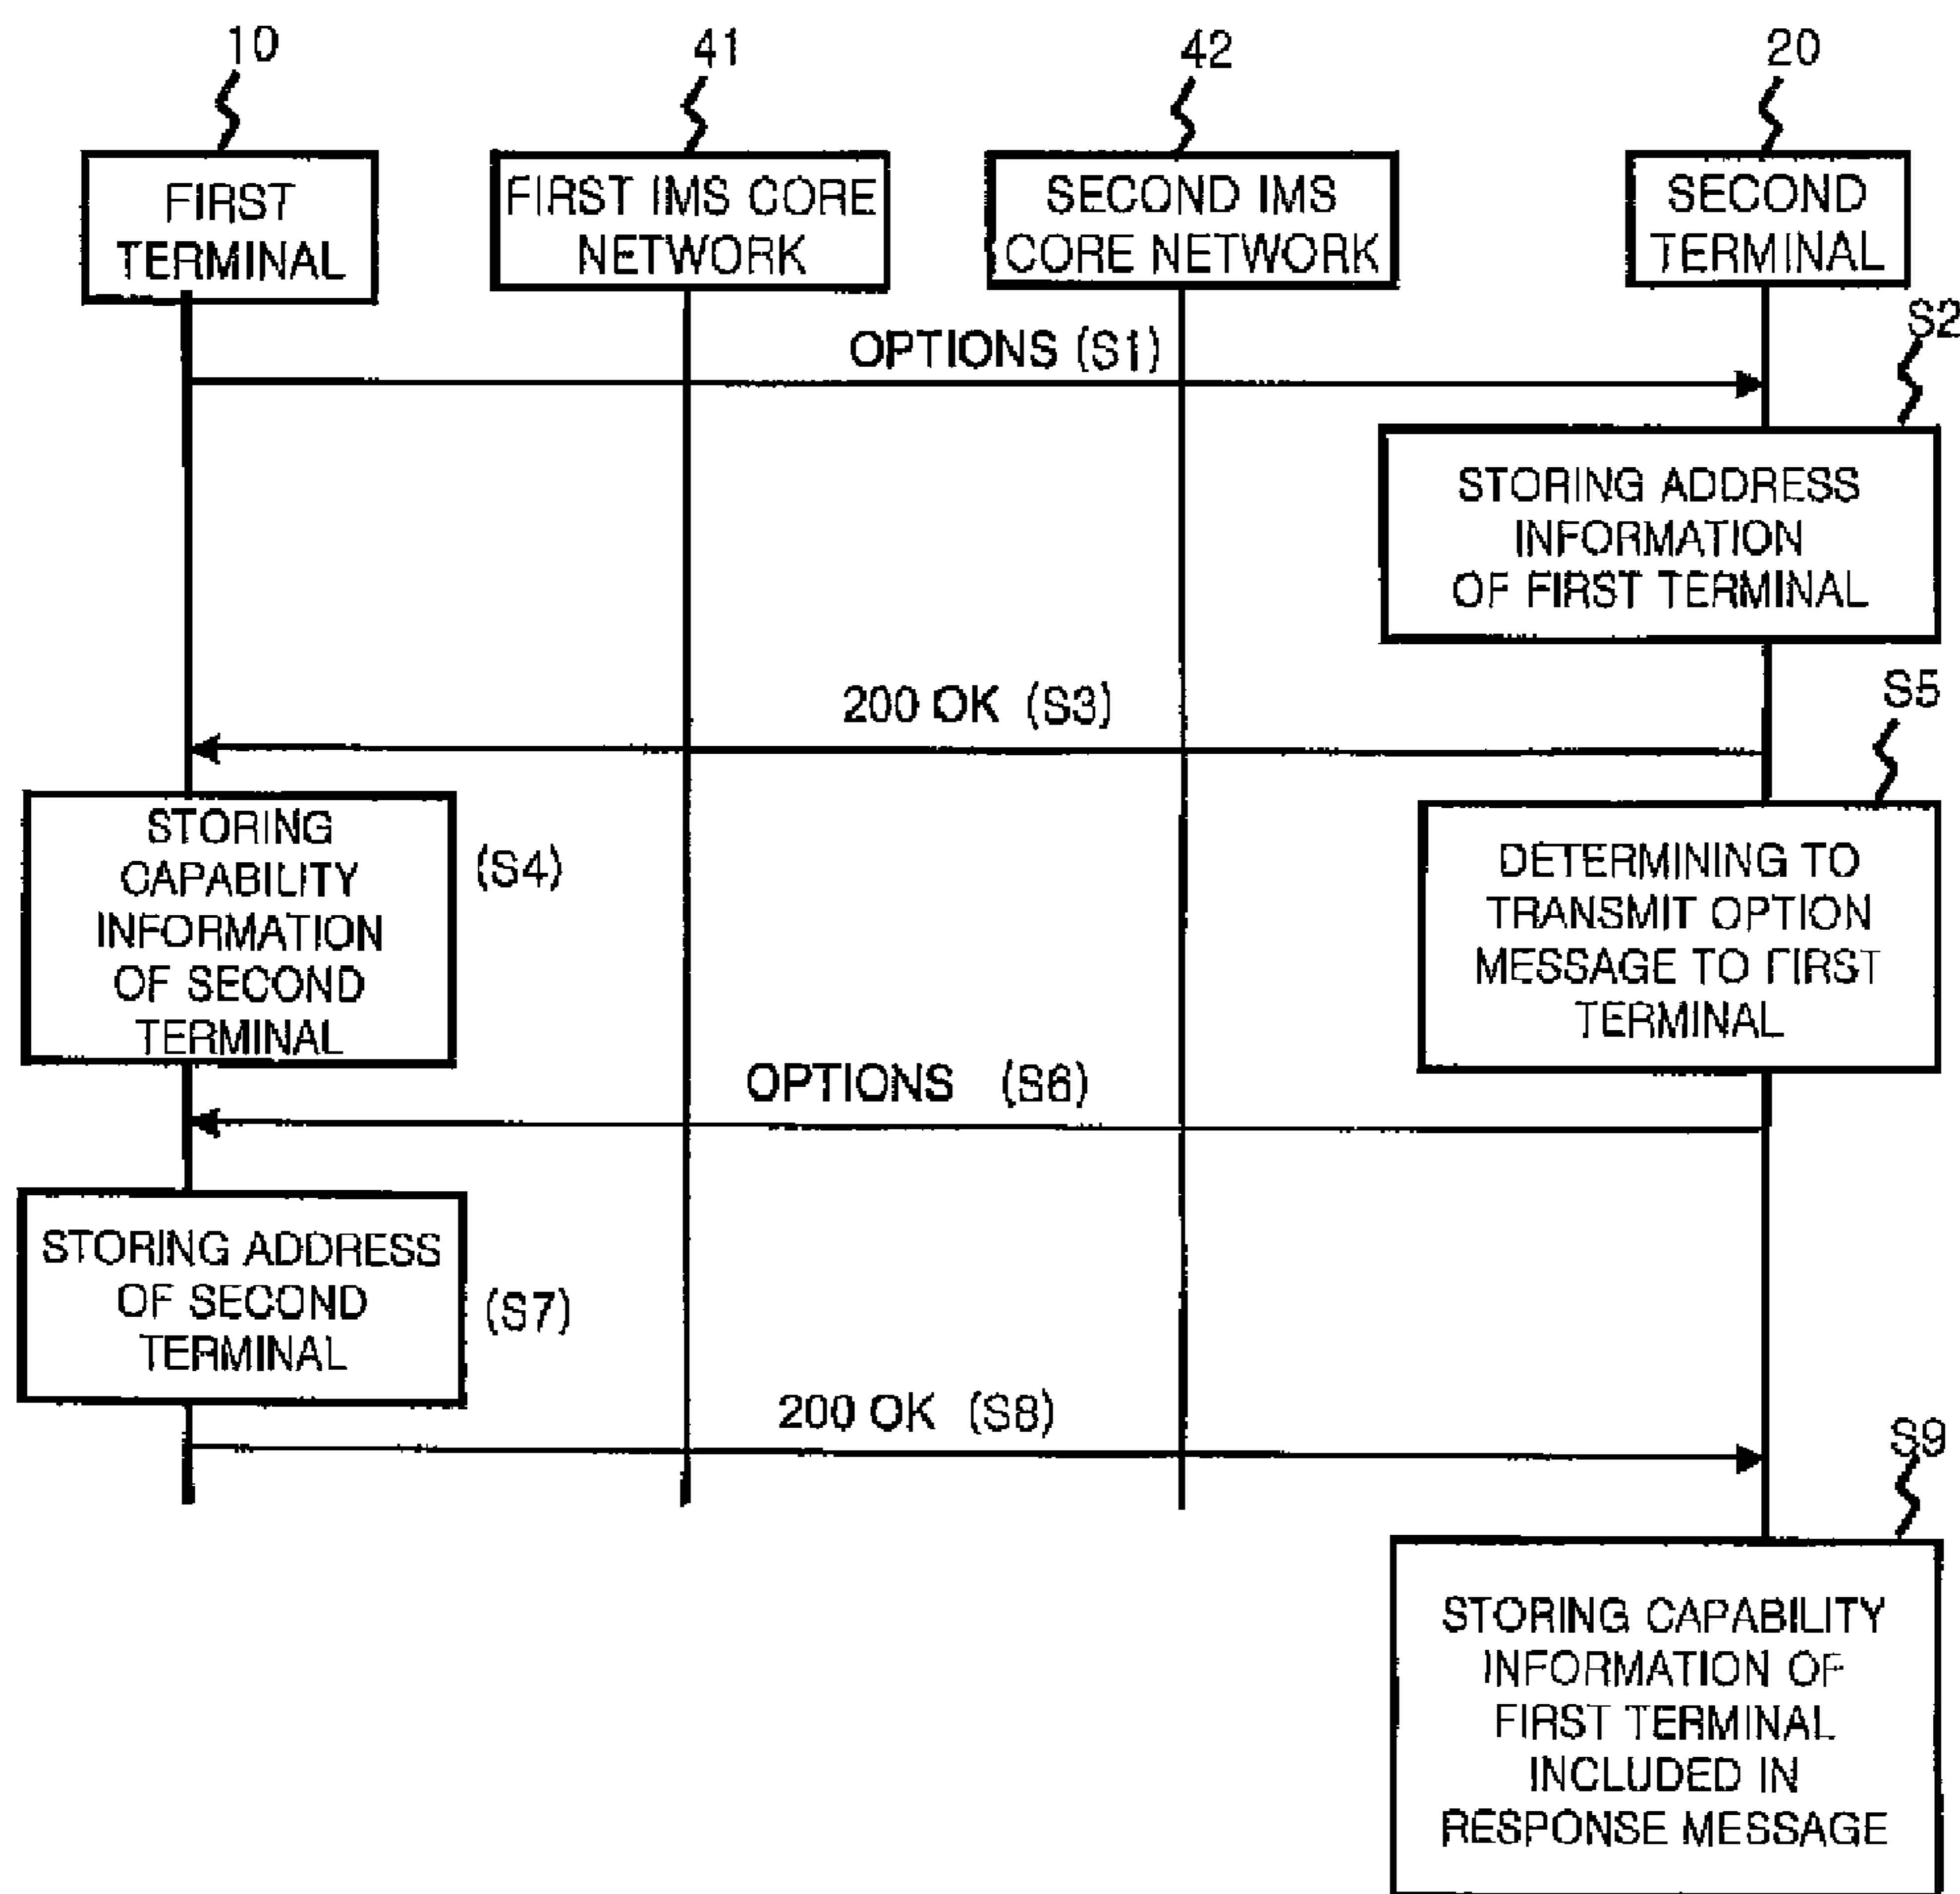 10
41
42
20
FIRST
TERMINAL
FIRST IMS CORE
NETWORK
SECOND IMS
CORE NETWORK
SECOND
TERMINAL
OPTIONS (S1)
S2
STORING ADDRESS
INFORMATION
OF FIRST TERMINAL
200 OK (S3)
S5
STORING
CAPABILITY
INFORMATION
OF SECOND
TERMINAL
(S4)
DETERMINING TO
TRANSMIT OPTION
MESSAGE TO FIRST
TERMINAL
OPTIONS (S6)
STORING ADDRESS
OF SECOND
TERMINAL
(S7)
200 OK (S8)
S9
STORING CAPABILITY
INFORMATION OF
FIRST TERMINAL
INCLUDED IN
RESPONSE MESSAGE